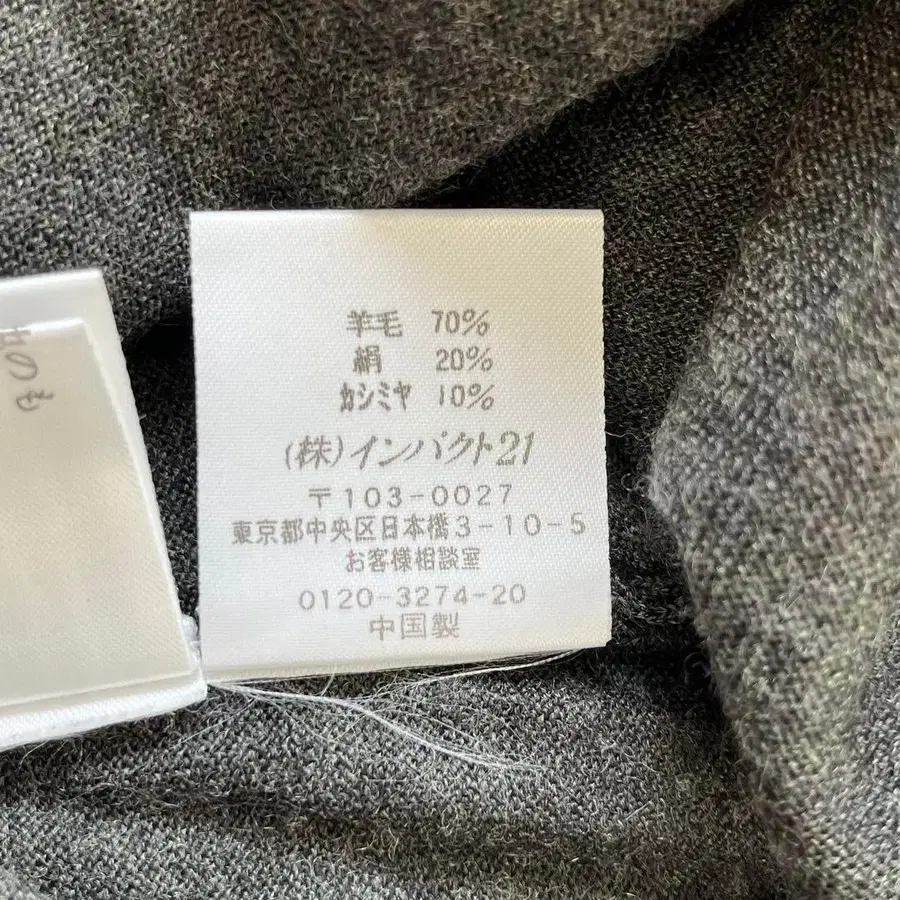 羊毛 70%
絹 20%
カシミヤ 10%
(株)インパクト21
〒103-0027
東京都中央区日本橋3-10-5
お客様相談室
0120-3274-20
中国製
のも